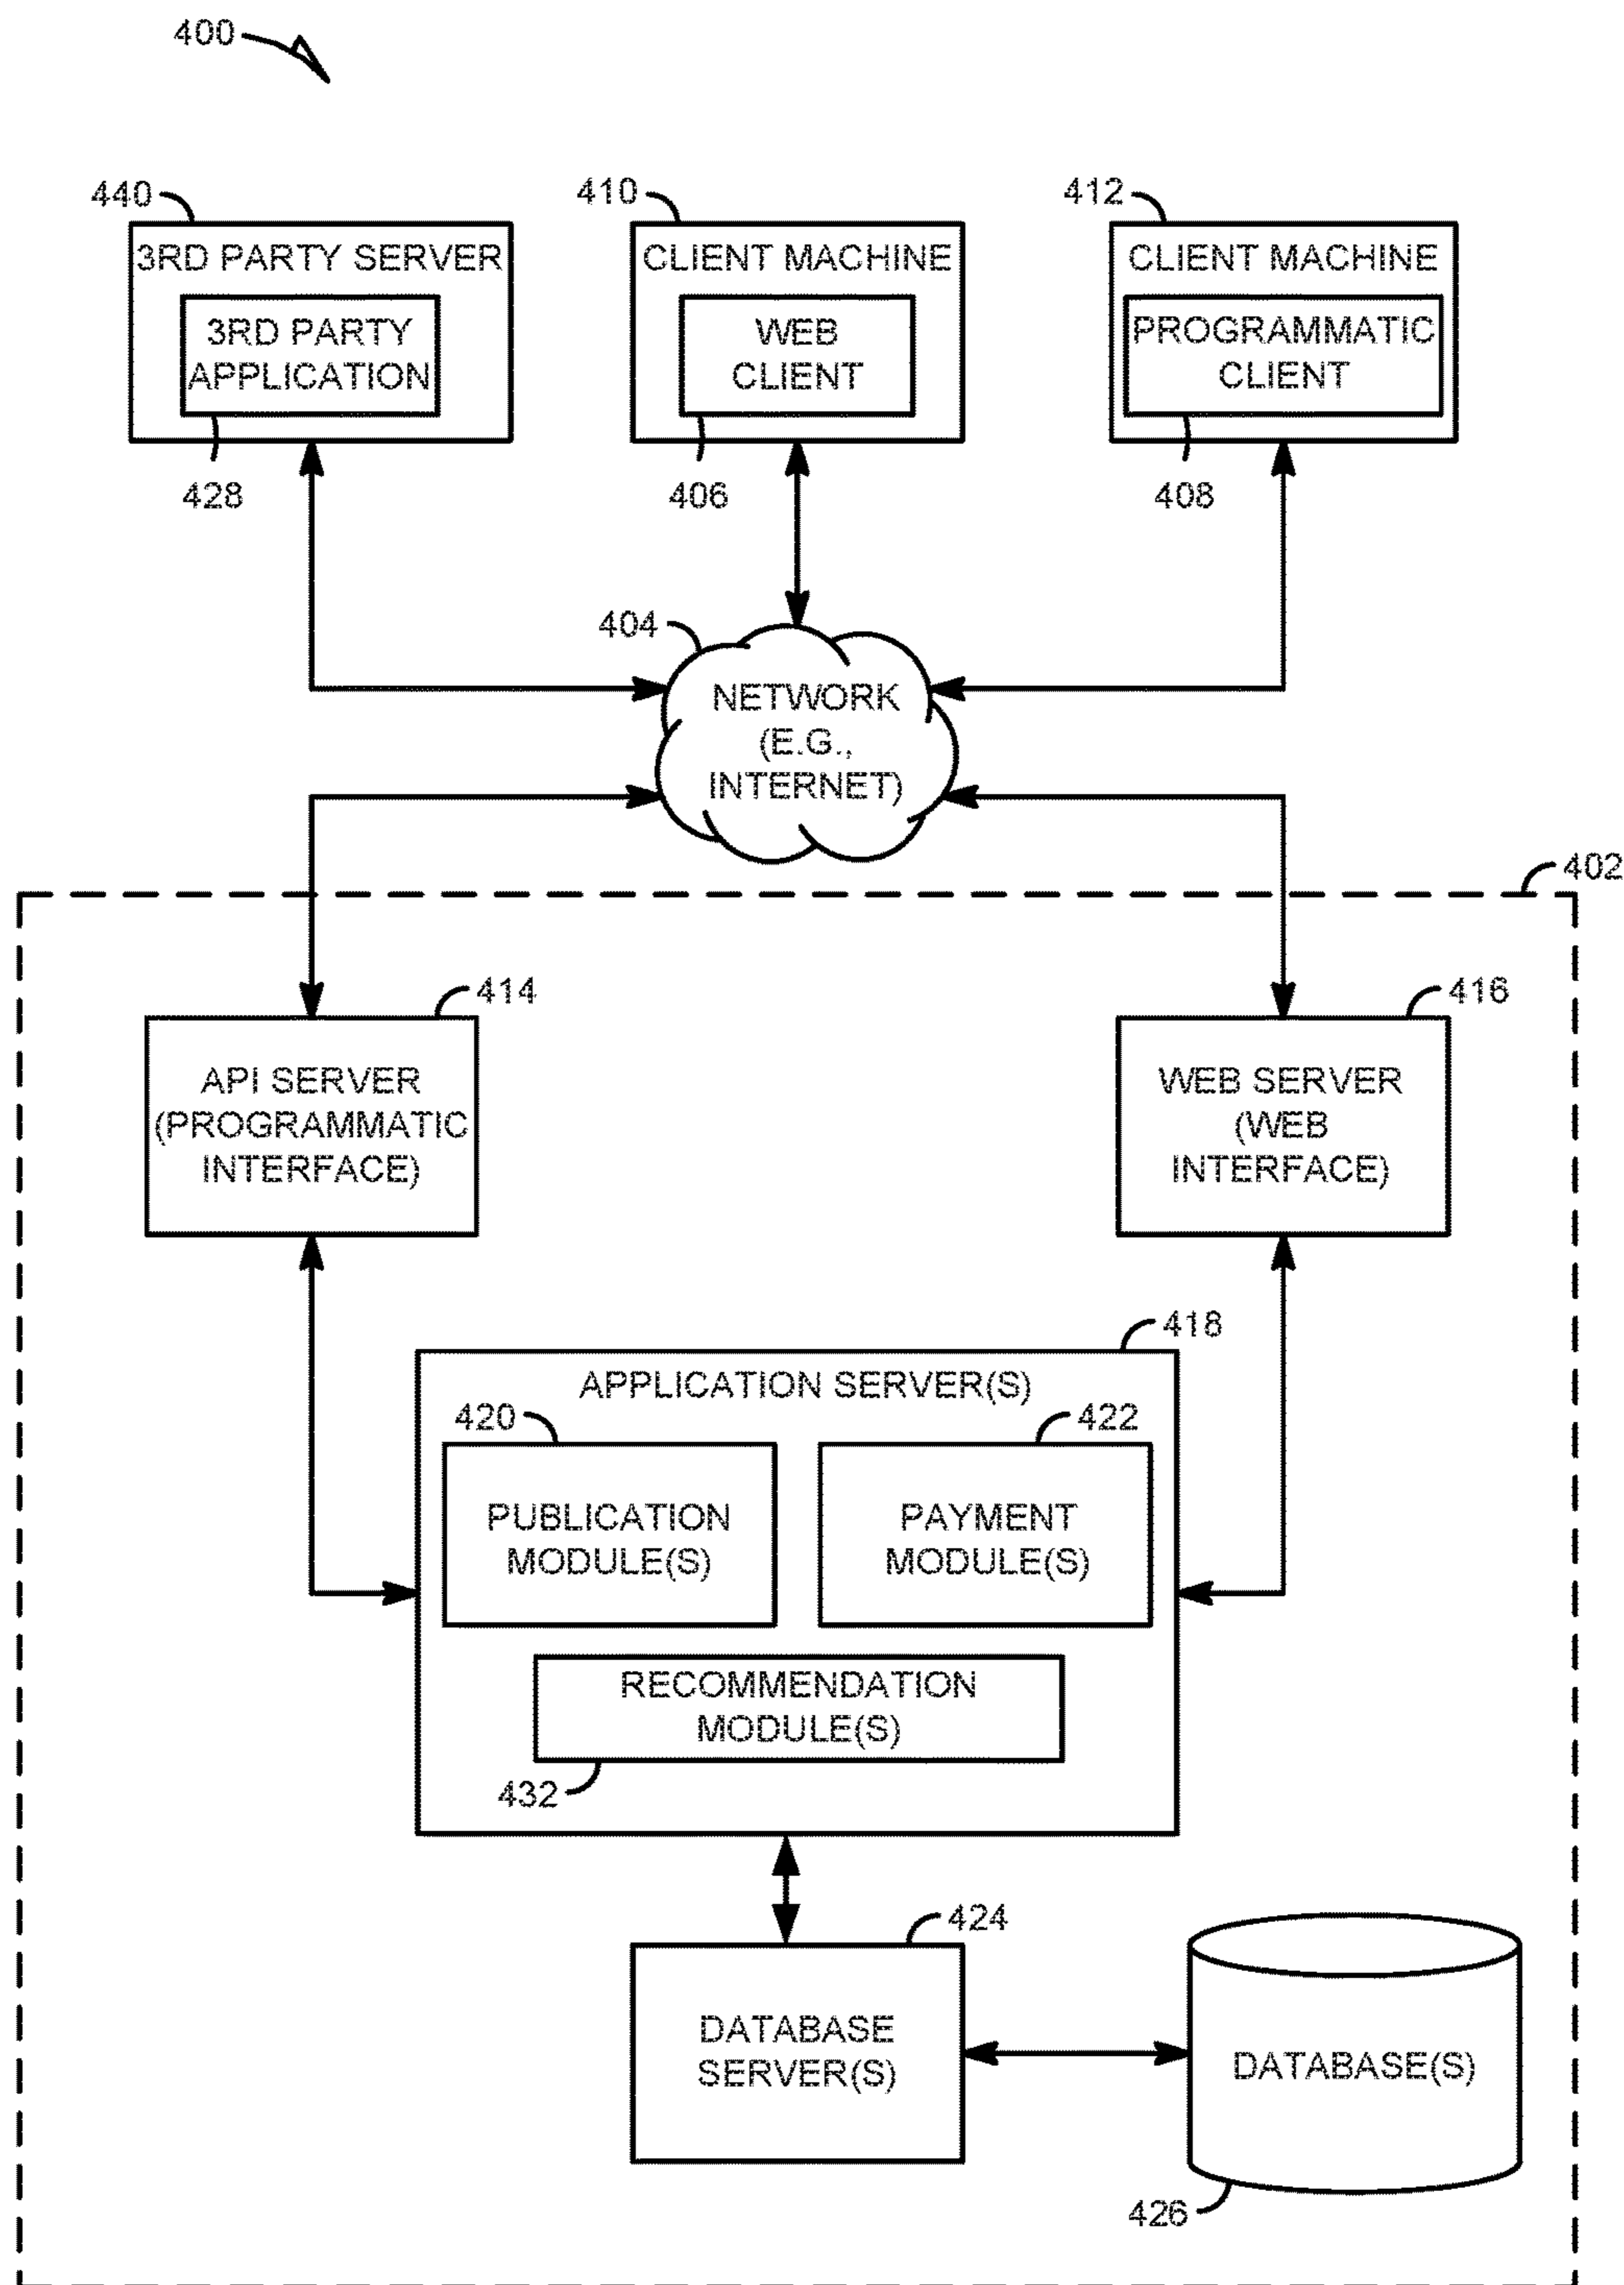 400
440
3RD PARTY SERVER
3RD PARTY
APPLICATION
428
410
CLIENT MACHINE
WEB
CLIENT
406
412
CLIENT MACHINE
PROGRAMMATIC
CLIENT
408
404
NETWORK
(E.G.,
INTERNET)
402
414
API SERVER
(PROGRAMMATIC
INTERFACE)
416
WEB SERVER
(WEB
INTERFACE)
418
APPLICATION SERVER(S)
420
PUBLICATION
MODULE(S)
422
PAYMENT
MODULE(S)
RECOMMENDATION
MODULE(S)
432
424
DATABASE
SERVER(S)
DATABASE(S)
426